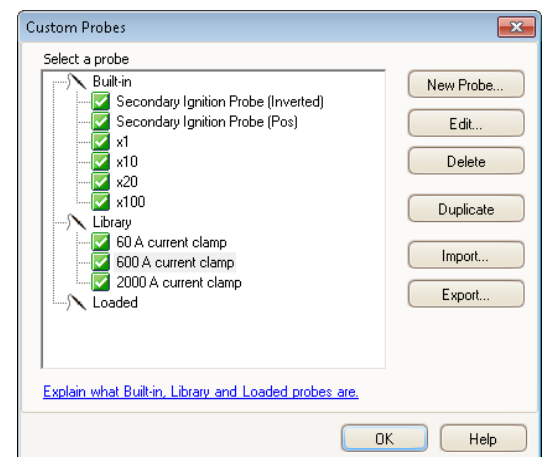 Custom Probes
Select a probe
Built-in
Secondary Ignition Probe (Inverted)
Secondary Ignition Probe (Pos)
x1
x10
x20
x100
Library
60 A current clamp
600 A current clamp
2000 A current clamp
Loaded
New Probe...
Edit...
Delete
Duplicate
Import...
Export...
Explain what Built-in, Library and Loaded probes are.
OK
Help